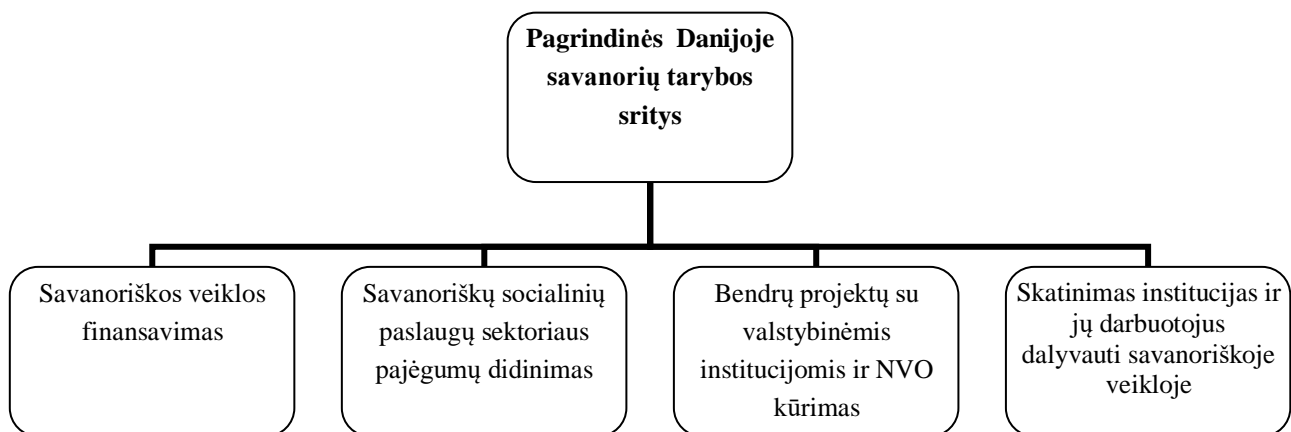 Pagrindinės Danijoje
savanorių tarybos
sritys
Savanoriškos veiklos
finansavimas
Savanoriškų socialinių
paslaugų sektoriaus
pajėgumų didinimas
Bendrų projektų su
valstybinėmis
institucijomis ir NVO
kūrimas
Skatinimas institucijas ir
jų darbuotojus
dalyvauti savanoriškoje
veikloje